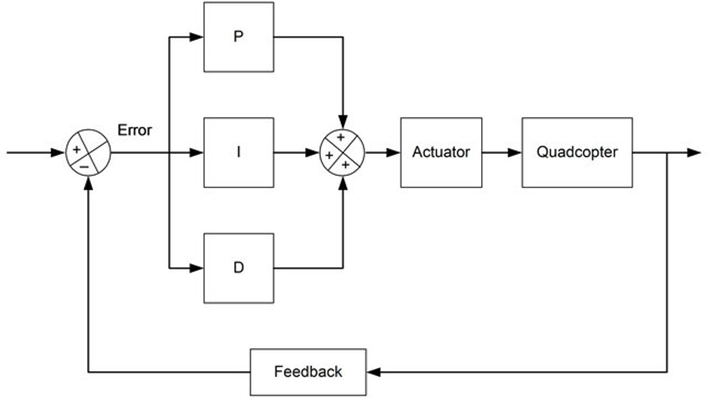 P
Error
+
−
I
+
+
+
Actuator
Quadcopter
D
Feedback